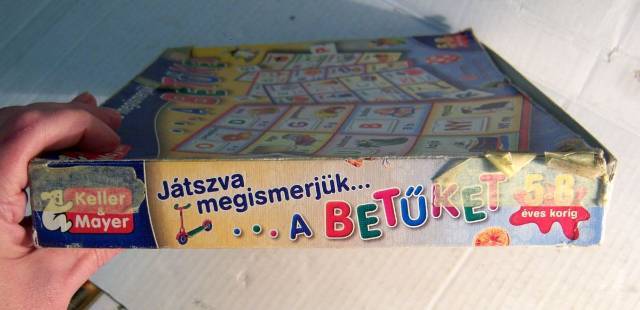 Keller
&
Mayer
Játszva
megismerjük...
... A BETŰKET
5-8
éves korig